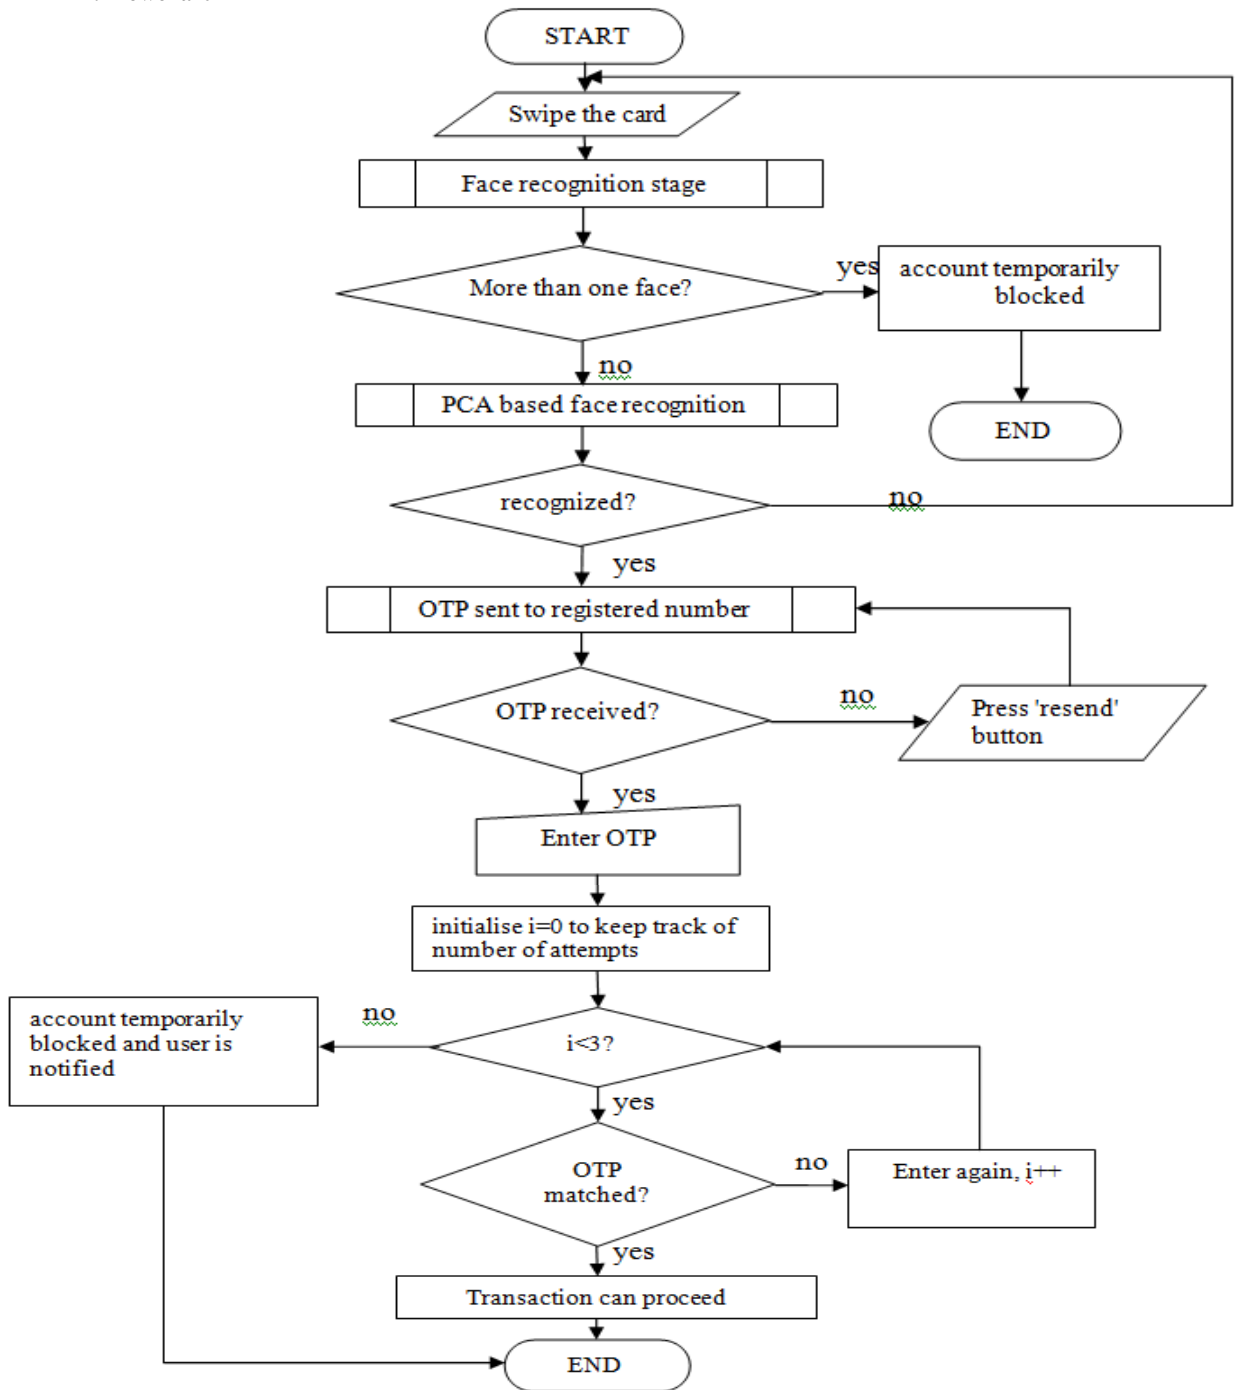 START
Swipe the card
Face recognition stage
More than one face?
yes
account temporarily
blocked
no
PCA based face recognition
END
recognized?
no
yes
OTP sent to registered number
OTP received?
no
Press 'resend'
button
yes
Enter OTP
initialise i=0 to keep track of
number of attempts
account temporarily
blocked and user is
notified
no
i<3?
yes
OTP
matched?
no
Enter again, i++
yes
Transaction can proceed
END